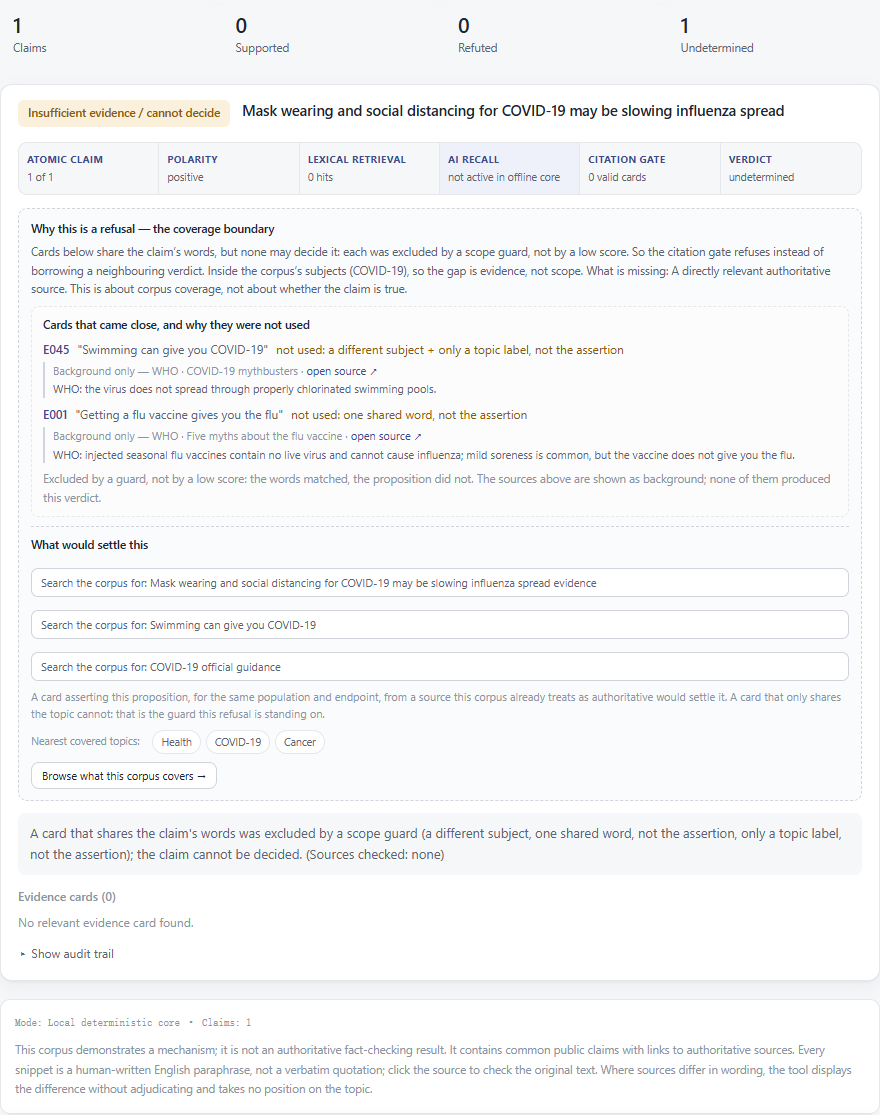 1
Claims
0
Supported
0
Refuted
1
Undetermined
Insufficient evidence / cannot decide
Mask wearing and social distancing for COVID-19 may be slowing influenza spread
ATOMIC CLAIM
1 of 1
POLARITY
positive
LEXICAL RETRIEVAL
0 hits
AI RECALL
not active in offline core
CITATION GATE
0 valid cards
VERDICT
undetermined
Why this is a refusal — the coverage boundary
Cards below share the claim's words, but none may decide it: each was excluded by a scope guard, not by a low score. So the citation gate refuses instead of
borrowing a neighbouring verdict. Inside the corpus's subjects (COVID-19), so the gap is evidence, not scope. What is missing: A directly relevant authoritative
source. This is about corpus coverage, not about whether the claim is true.
Cards that came close, and why they were not used
E045 "Swimming can give you COVID-19" not used: a different subject + only a topic label, not the assertion
Background only — WHO · COVID-19 mythbusters · open source ↗
WHO: the virus does not spread through properly chlorinated swimming pools.
E001 "Getting a flu vaccine gives you the flu" not used: one shared word, not the assertion
Background only — WHO · Five myths about the flu vaccine · open source ↗
WHO: injected seasonal flu vaccines contain no live virus and cannot cause influenza; mild soreness is common, but the vaccine does not give you the flu.
Excluded by a guard, not by a low score: the words matched, the proposition did not. The sources above are shown as background; none of them produced
this verdict.
What would settle this
Search the corpus for: Mask wearing and social distancing for COVID-19 may be slowing influenza spread evidence
Search the corpus for: Swimming can give you COVID-19
Search the corpus for: COVID-19 official guidance
A card asserting this proposition, for the same population and endpoint, from a source this corpus already treats as authoritative would settle it. A card that only shares
the topic cannot: that is the guard this refusal is standing on.
Nearest covered topics: Health COVID-19 Cancer
Browse what this corpus covers →
A card that shares the claim's words was excluded by a scope guard (a different subject, one shared word, not the assertion, only a topic label,
not the assertion); the claim cannot be decided. (Sources checked: none)
Evidence cards (0)
No relevant evidence card found.
▸ Show audit trail
Mode: Local deterministic core • Claims: 1
This corpus demonstrates a mechanism; it is not an authoritative fact-checking result. It contains common public claims with links to authoritative sources. Every
snippet is a human-written English paraphrase, not a verbatim quotation; click the source to check the original text. Where sources differ in wording, the tool displays
the difference without adjudicating and takes no position on the topic.